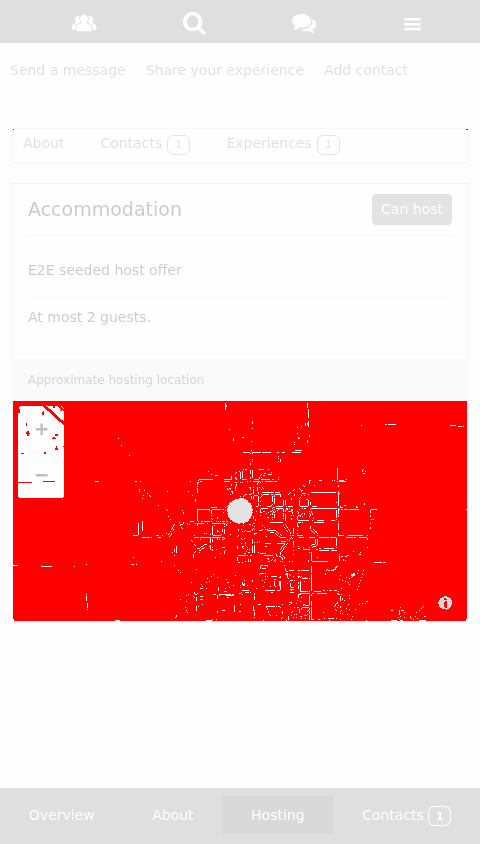 Send a message Share your experience Add contact
About Contacts 1 Experiences 1
Accommodation Can host
E2E seeded host offer
At most 2 guests.
Approximate hosting location
+
−
Overview About Hosting Contacts 1